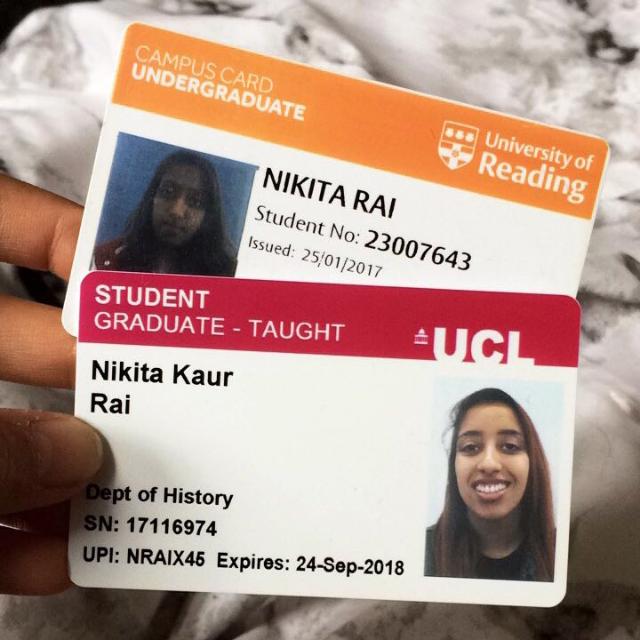 CAMPUS CARD
UNDERGRADUATE
University of
Reading
NIKITA RAI
Student No: 23007643
Issued: 25/01/2017
STUDENT
GRADUATE - TAUGHT
UCL
Nikita Kaur
Rai
Dept of History
SN: 17116974
UPI: NRAIX45 Expires: 24-Sep-2018